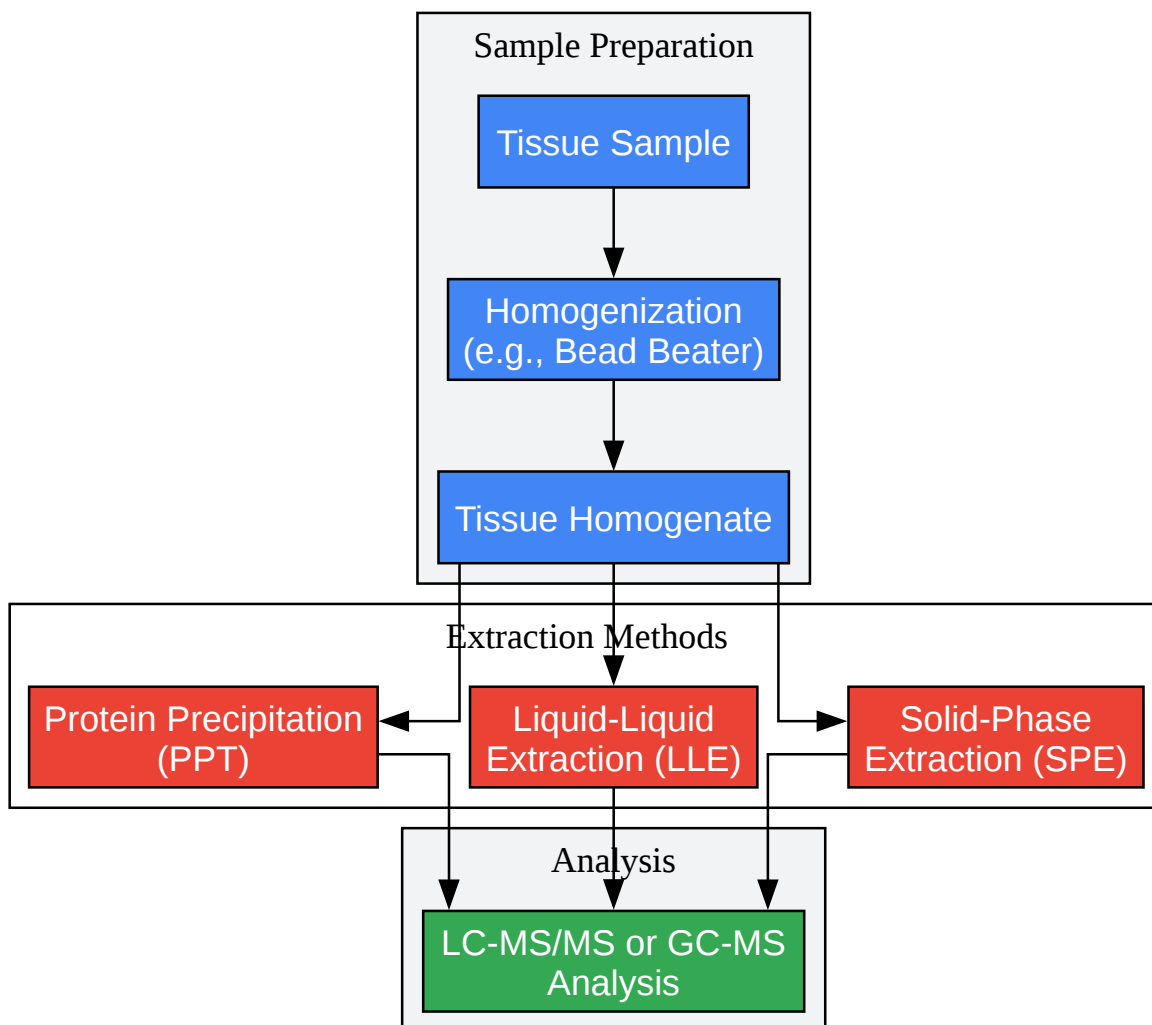 Sample Preparation
Tissue Sample
Homogenization
(e.g., Bead Beater)
Tissue Homogenate
Extraction Methods
Protein Precipitation
(PPT)
Liquid-Liquid
Extraction (LLE)
Solid-Phase
Extraction (SPE)
Analysis
LC-MS/MS or GC-MS
Analysis